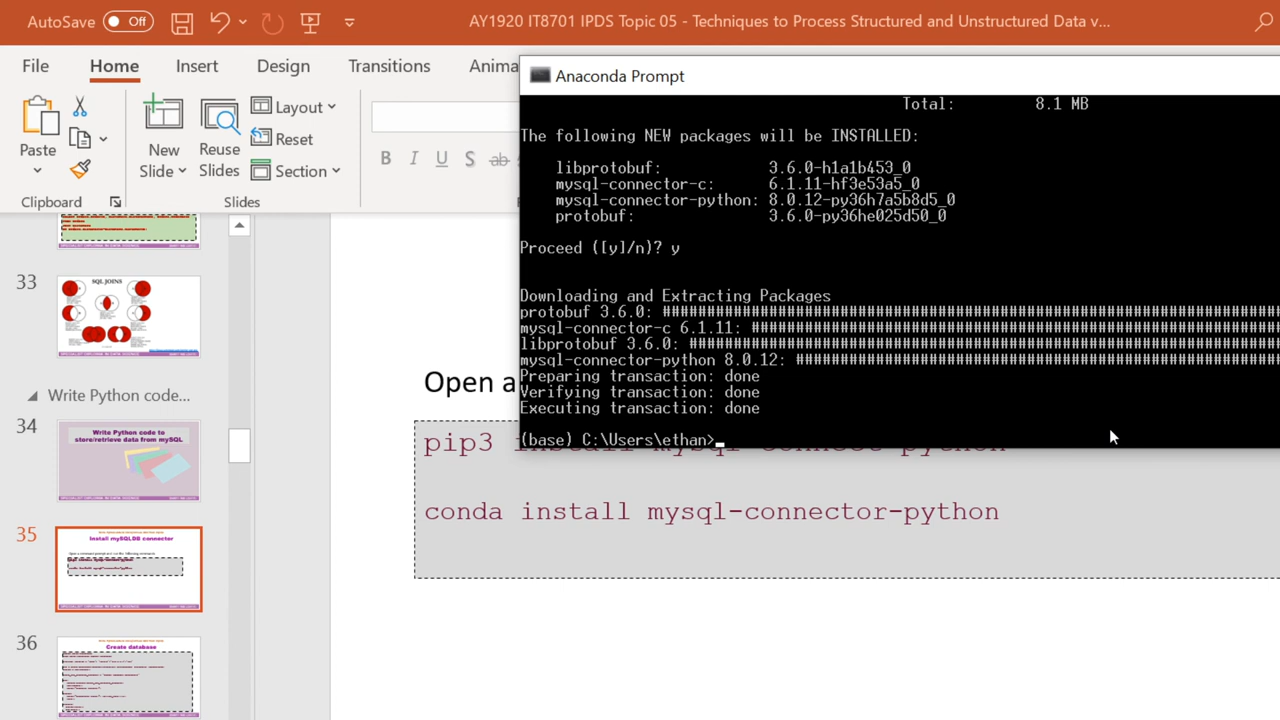 AutoSave Off AY1920 IT8701 IPDS Topic 05 - Techniques to Process Structured and Unstructured Data v...
File Home Insert Design Transitions Anima
Paste
New
Slide
Reuse
Slides
Layout
Reset
Section
B I U S ab
Clipboard
Slides
Anaconda Prompt
Total: 8.1 MB
The following NEW packages will be INSTALLED:
libprotobuf: 3.6.0-h1a1b453_0
mysql-connector-c: 6.1.11-hf3e53a5_0
mysql-connector-python: 8.0.12-py36h7a5b8d5_0
protobuf: 3.6.0-py36he025d50_0
Proceed ([y]/n)? y
Downloading and Extracting Packages
protobuf 3.6.0: ####################################################################
mysql-connector-c 6.1.11: ##########################################################
libprotobuf 3.6.0: #################################################################
mysql-connector-python 8.0.12: #####################################################
Preparing transaction: done
Verifying transaction: done
Executing transaction: done
(base) C:\Users\ethan>
33
SQL JOINS
Write Python code...
34
Write Python code to
store/retrieve data from mySQL
35
Install mySQLDB connector
36
Create database
Open a
pip3 install mysql-connect-python
conda install mysql-connector-python